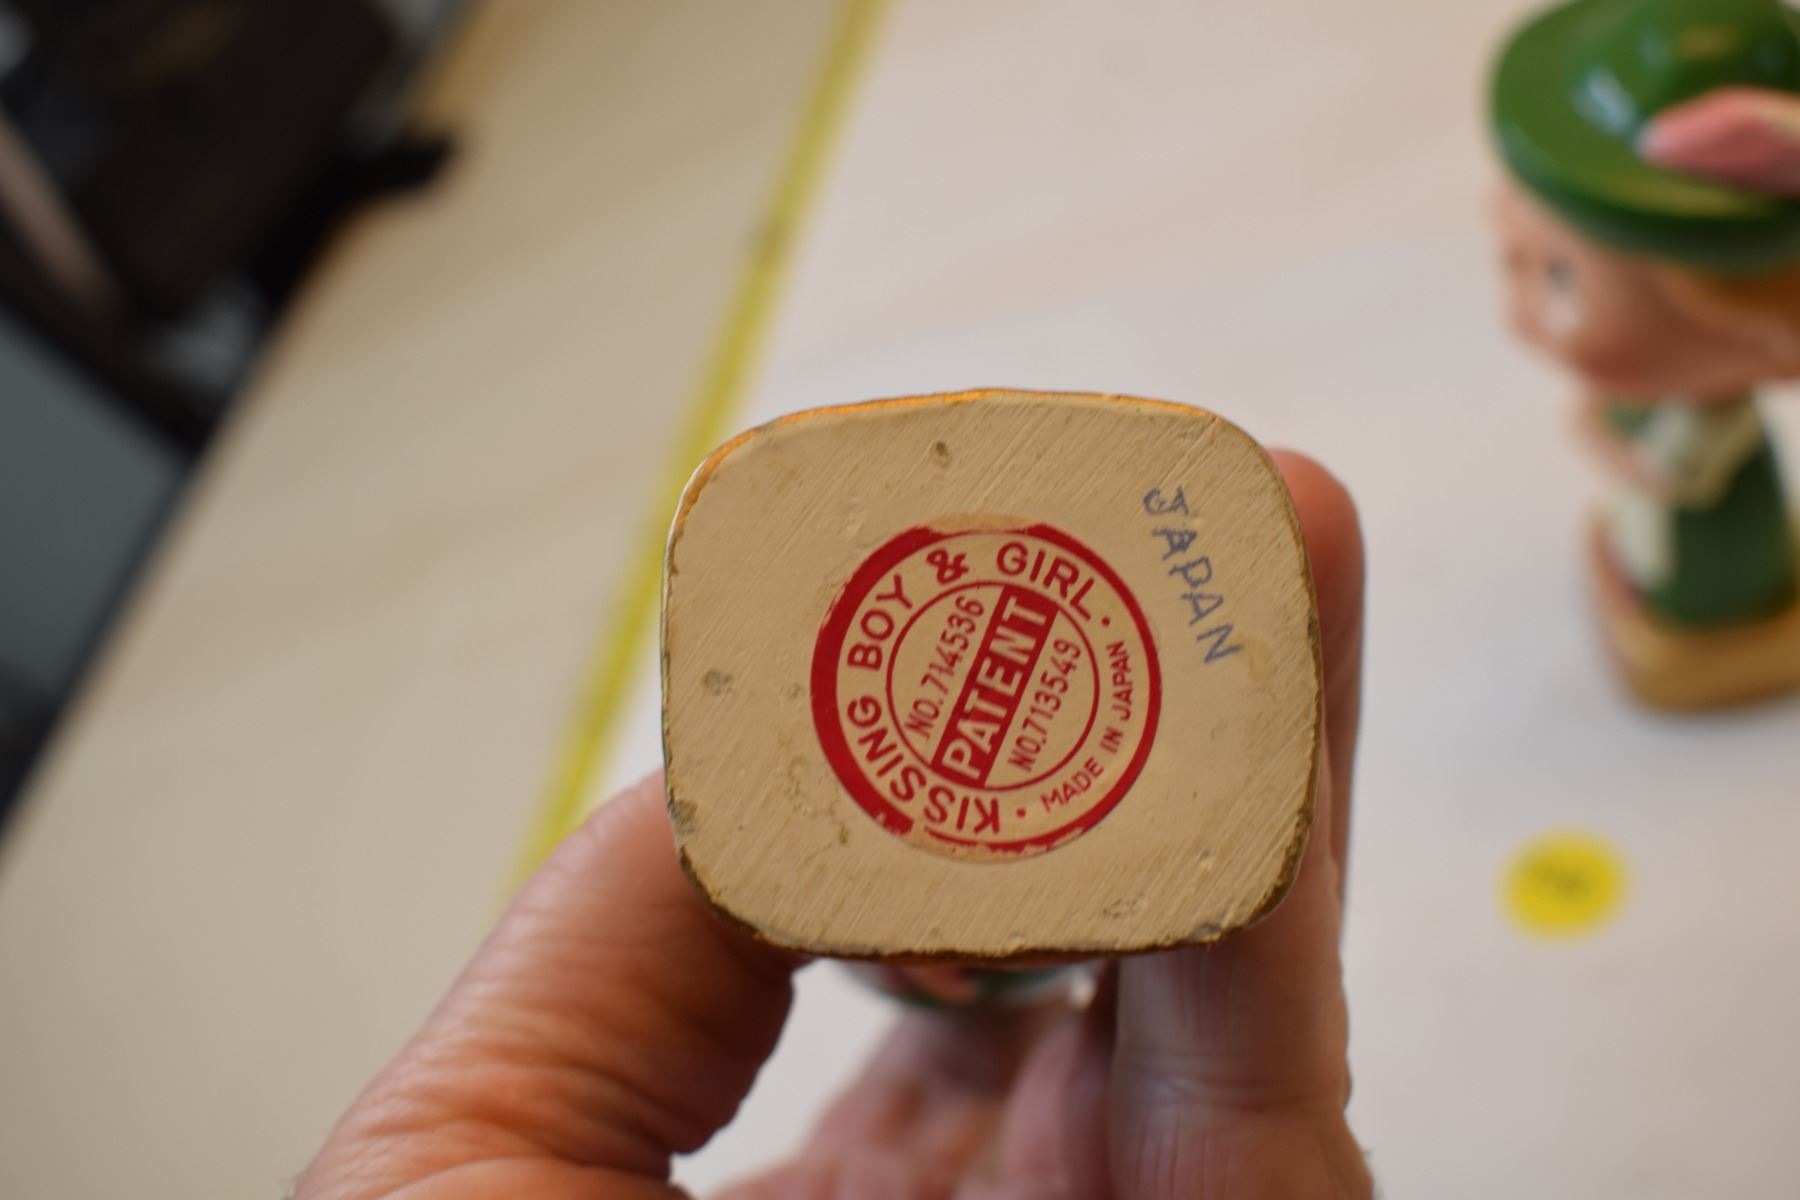 KISSING BOY & GIRL
NO.714536
PATENT
NO.713549
MADE IN JAPAN
JAPAN